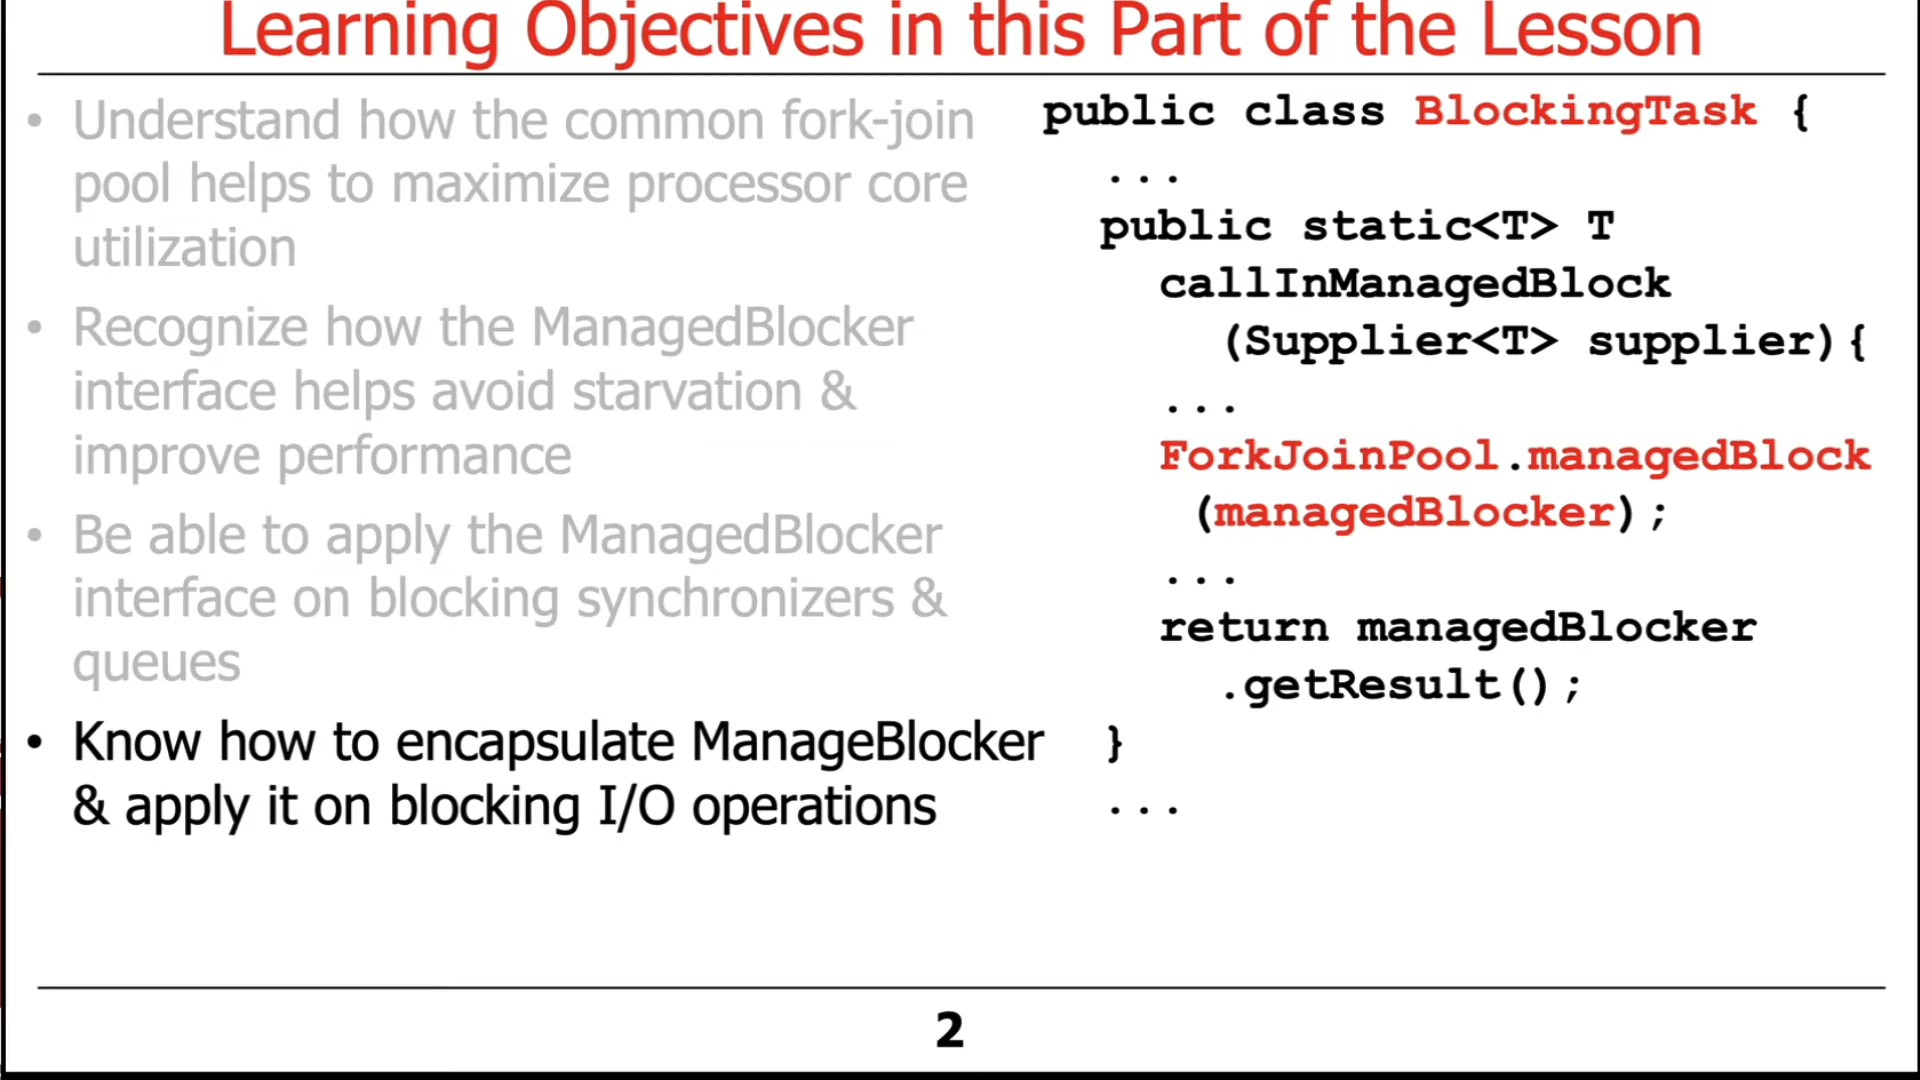 Learning Objectives in this Part of the Lesson
• Understand how the common fork-join
pool helps to maximize processor core
utilization
• Recognize how the ManagedBlocker
interface helps avoid starvation &
improve performance
• Be able to apply the ManagedBlocker
interface on blocking synchronizers &
queues
• Know how to encapsulate ManageBlocker
& apply it on blocking I/O operations
public class BlockingTask {
...
public static<T> T
callInManagedBlock
(Supplier<T> supplier){
...
ForkJoinPool.managedBlock
(managedBlocker);
...
return managedBlocker
.getResult();
}
...
2